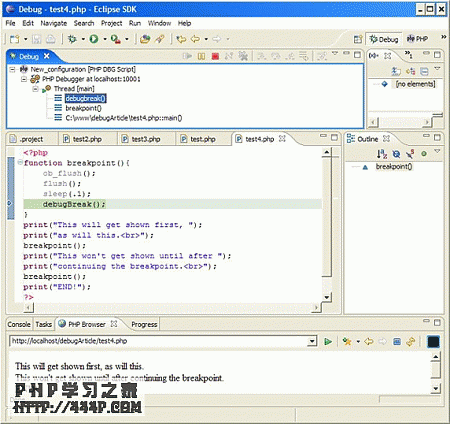 Debug - test4.php - Eclipse SDK
File Edit Navigate Search Project Run Window Help
Debug PHP
Debug
New_configuration [PHP DBG Script]
PHP Debugger at localhost:10001
Thread [main]
debugbreak()
breakpoint()
C:\www\debugArticle\test4.php::main()
(x)=
[no elements]
.project test2.php test3.php test.php test4.php
Outline
breakpoint()
<?php
function breakpoint(){
ob_flush();
flush();
sleep(.1);
debugBreak();
}
print("This will get shown first, ");
print("as will this.<br>");
breakpoint();
print("This won't get shown until after ");
print("continuing the breakpoint.<br>");
breakpoint();
print("END!");
?>
Console Tasks PHP Browser Progress
http://localhost/debugArticle/test4.php
This will get shown first, as will this.
This won't get shown until after continuing the breakpoint.
PHP学习之家
HTTP://444P.COM